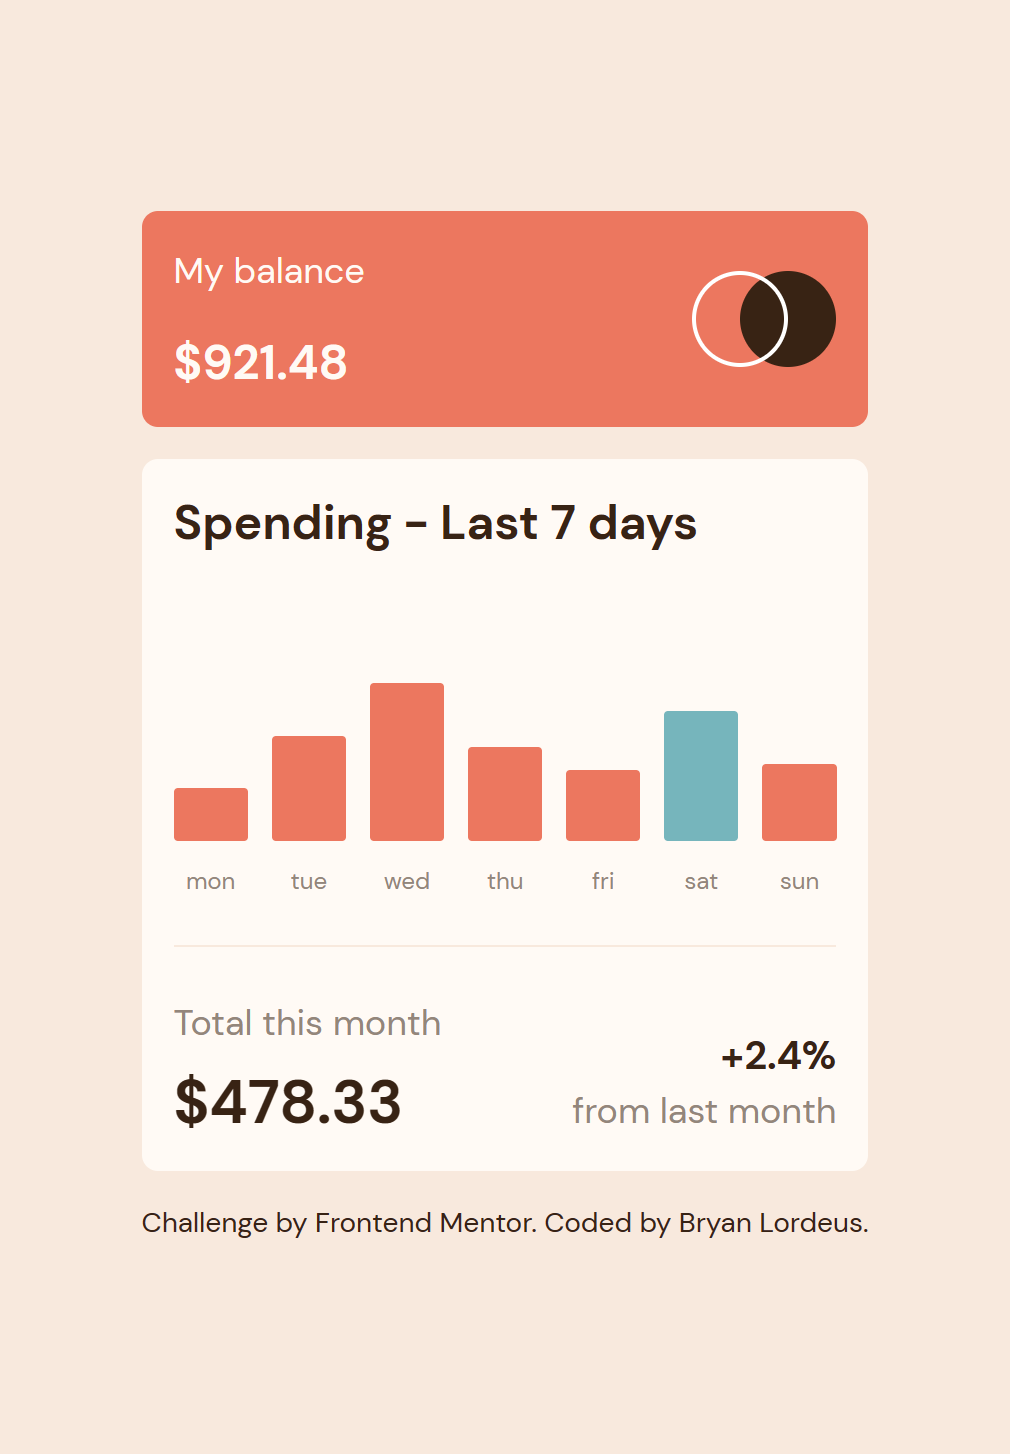 My balance
$921.48
Spending - Last 7 days
mon tue wed thu fri sat sun
Total this month
$478.33
+2.4%
from last month
Challenge by Frontend Mentor. Coded by Bryan Lordeus.